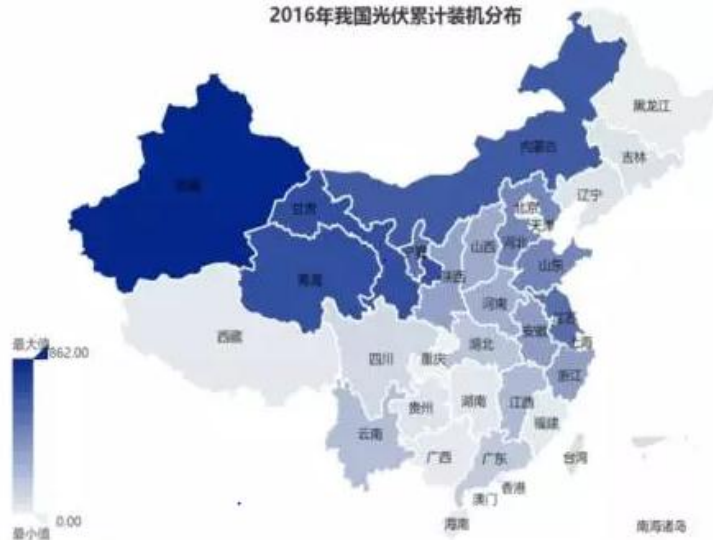 2016年我国光伏累计装机分布
黑龙江
吉林
辽宁
内蒙古
新疆
甘肃
北京
天津
河北
山西
宁夏
青海
陕西
山东
河南
江苏
安徽
上海
西藏
四川
重庆
湖北
浙江
贵州
湖南
江西
福建
云南
广西
广东
台湾
香港
澳门
海南
南海诸岛
最大值
862.00
0.00
最小值